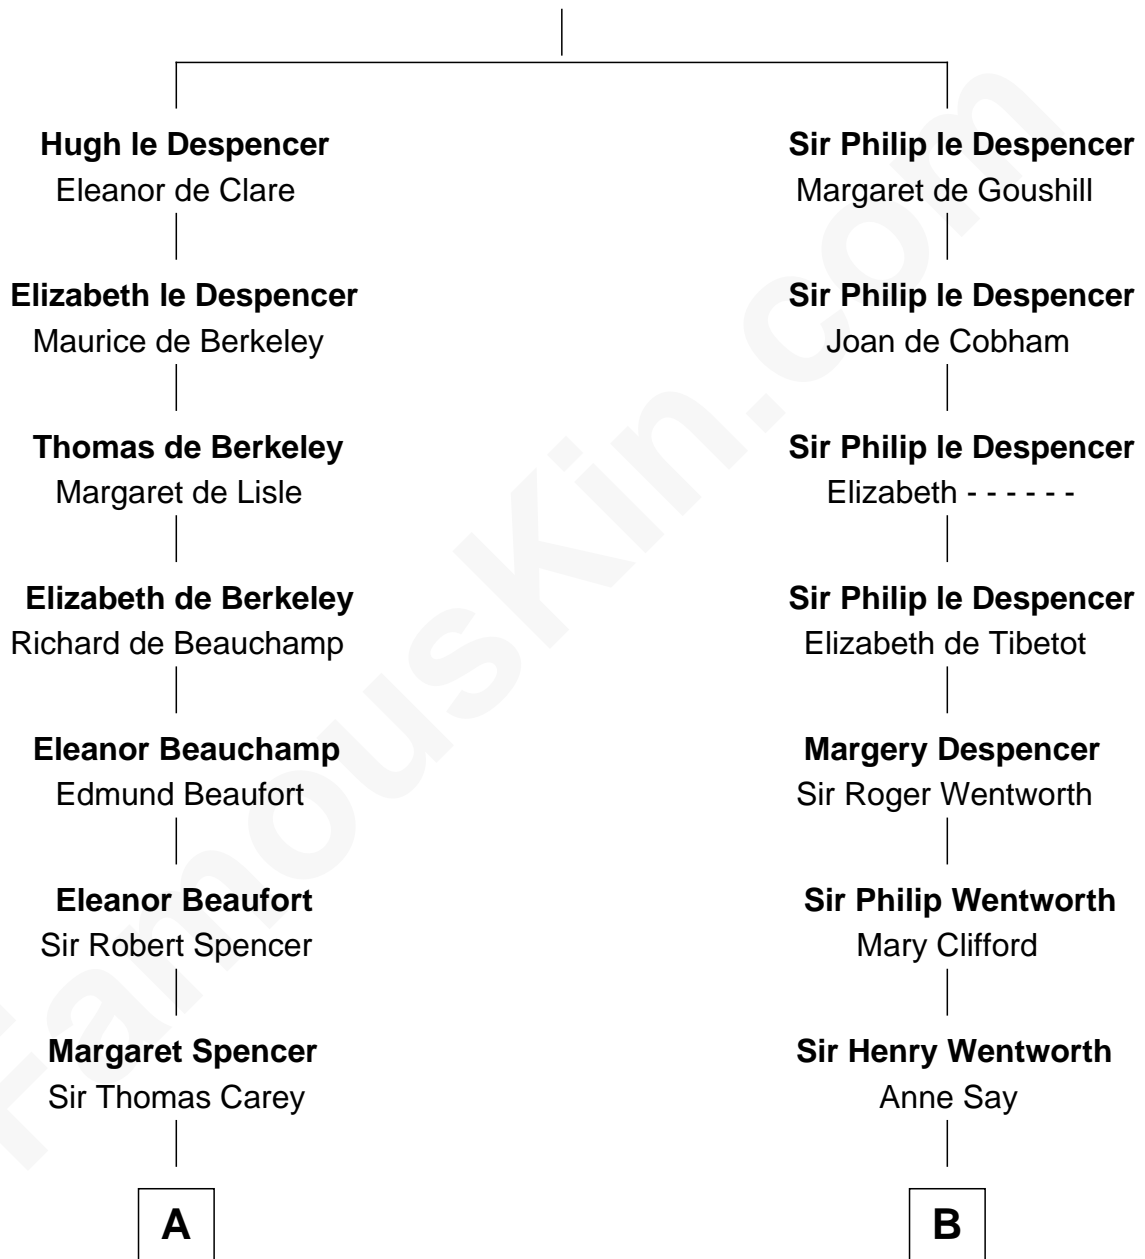 Hugh le Despencer
Eleanor de Clare
Elizabeth le Despencer
Maurice de Berkeley
Thomas de Berkeley
Margaret de Lisle
Elizabeth de Berkeley
Richard de Beauchamp
Eleanor Beauchamp
Edmund Beaufort
Eleanor Beaufort
Sir Robert Spencer
Margaret Spencer
Sir Thomas Carey
A
Sir Philip le Despencer
Margaret de Goushill
Sir Philip le Despencer
Joan de Cobham
Sir Philip le Despencer
Elizabeth - - - - - -
Sir Philip le Despencer
Elizabeth de Tibetot
Margery Despencer
Sir Roger Wentworth
Sir Philip Wentworth
Mary Clifford
Sir Henry Wentworth
Anne Say
B
FamousKin.com